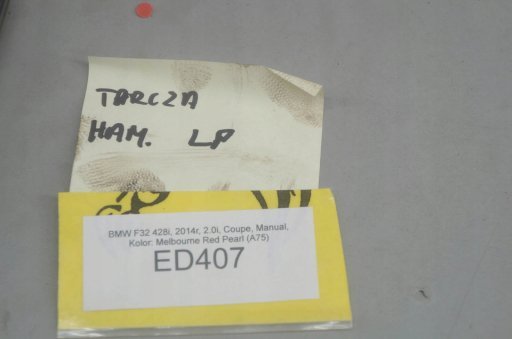 TARCZA
HAM. LP
BMW F32 428i, 2014r, 2.0i, Coupe, Manual,
Kolor: Melbourne Red Pearl (A75)
ED407